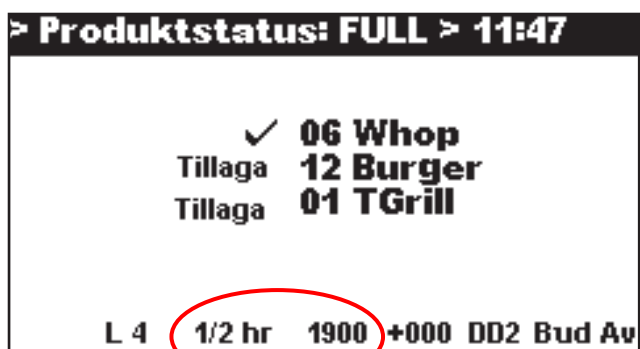 > Produktstatus: FULL > 11:47
✓ 06 Whop
Tillaga 12 Burger
Tillaga 01 TGrill
L 4 1/2 hr 1900 +000 DD2 Bud Av